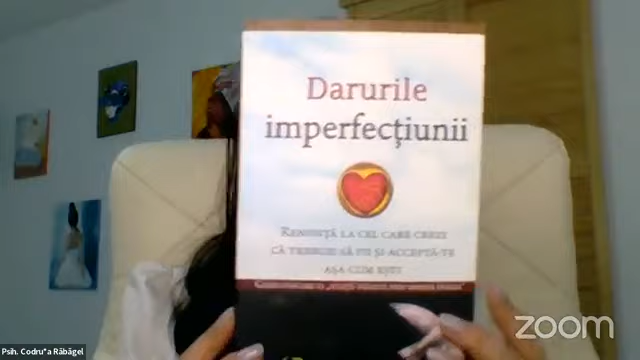 Darurile
imperfecțiunii
RENUNȚĂ LA CEL CARE CREZI
CĂ TREBUIE SĂ FII ȘI ACCEPTĂ-TE
AȘA CUM EȘTI
zoom
Psih. Codru*a Răbăgel